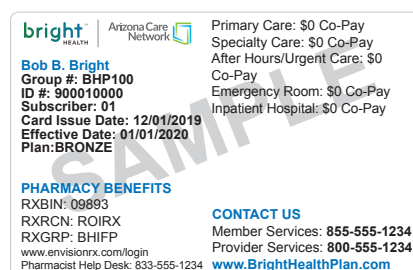 bright
HEALTH
Arizona Care
Network
Bob B. Bright
Group #: BHP100
ID #: 900010000
Subscriber: 01
Card Issue Date: 12/01/2019
Effective Date: 01/01/2020
Plan:BRONZE
PHARMACY BENEFITS
RXBIN: 09893
RXRCN: ROIRX
RXGRP: BHIFP
www.envisionrx.com/login
Pharmacist Help Desk: 833-555-1234
Primary Care: $0 Co-Pay
Specialty Care: $0 Co-Pay
After Hours/Urgent Care: $0
Co-Pay
Emergency Room: $0 Co-Pay
Inpatient Hospital: $0 Co-Pay
CONTACT US
Member Services: 855-555-1234
Provider Services: 800-555-1234
www.BrightHealthPlan.com
SAMPLE